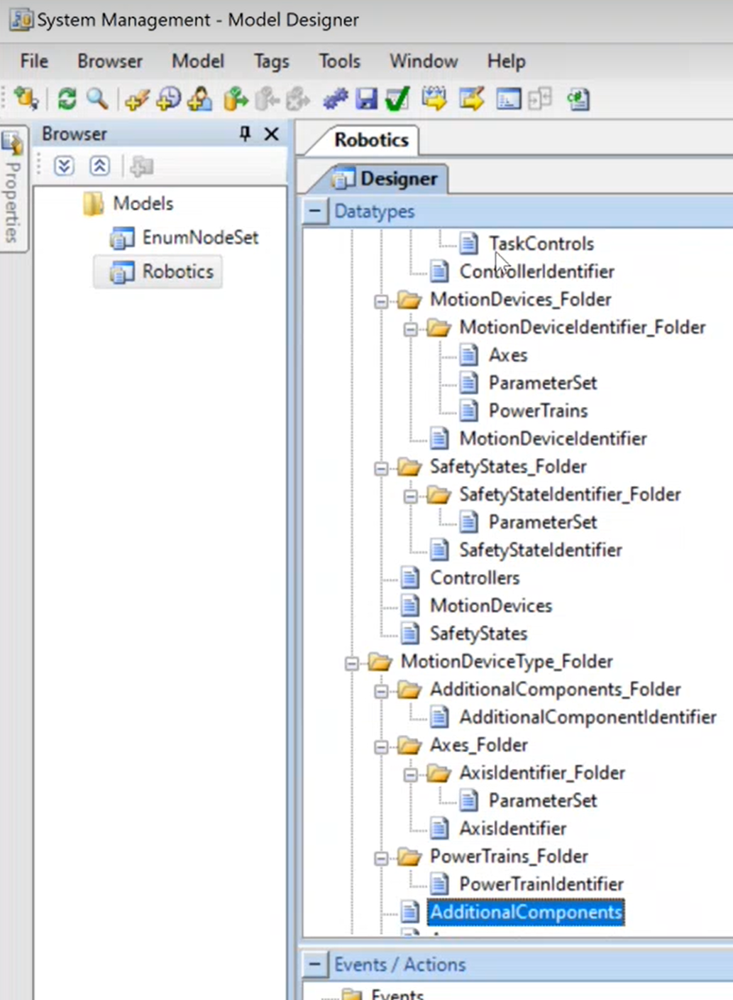 System Management - Model Designer
File Browser Model Tags Tools Window Help
Properties
Browser
Models
EnumNodeSet
Robotics
Robotics
Designer
Datatypes
TaskControls
ControllerIdentifier
MotionDevices_Folder
MotionDeviceIdentifier_Folder
Axes
ParameterSet
PowerTrains
MotionDeviceIdentifier
SafetyStates_Folder
SafetyStateIdentifier_Folder
ParameterSet
SafetyStateIdentifier
Controllers
MotionDevices
SafetyStates
MotionDeviceType_Folder
AdditionalComponents_Folder
AdditionalComponentIdentifier
Axes_Folder
AxisIdentifier_Folder
ParameterSet
AxisIdentifier
PowerTrains_Folder
PowerTrainIdentifier
AdditionalComponents
Events / Actions
Events